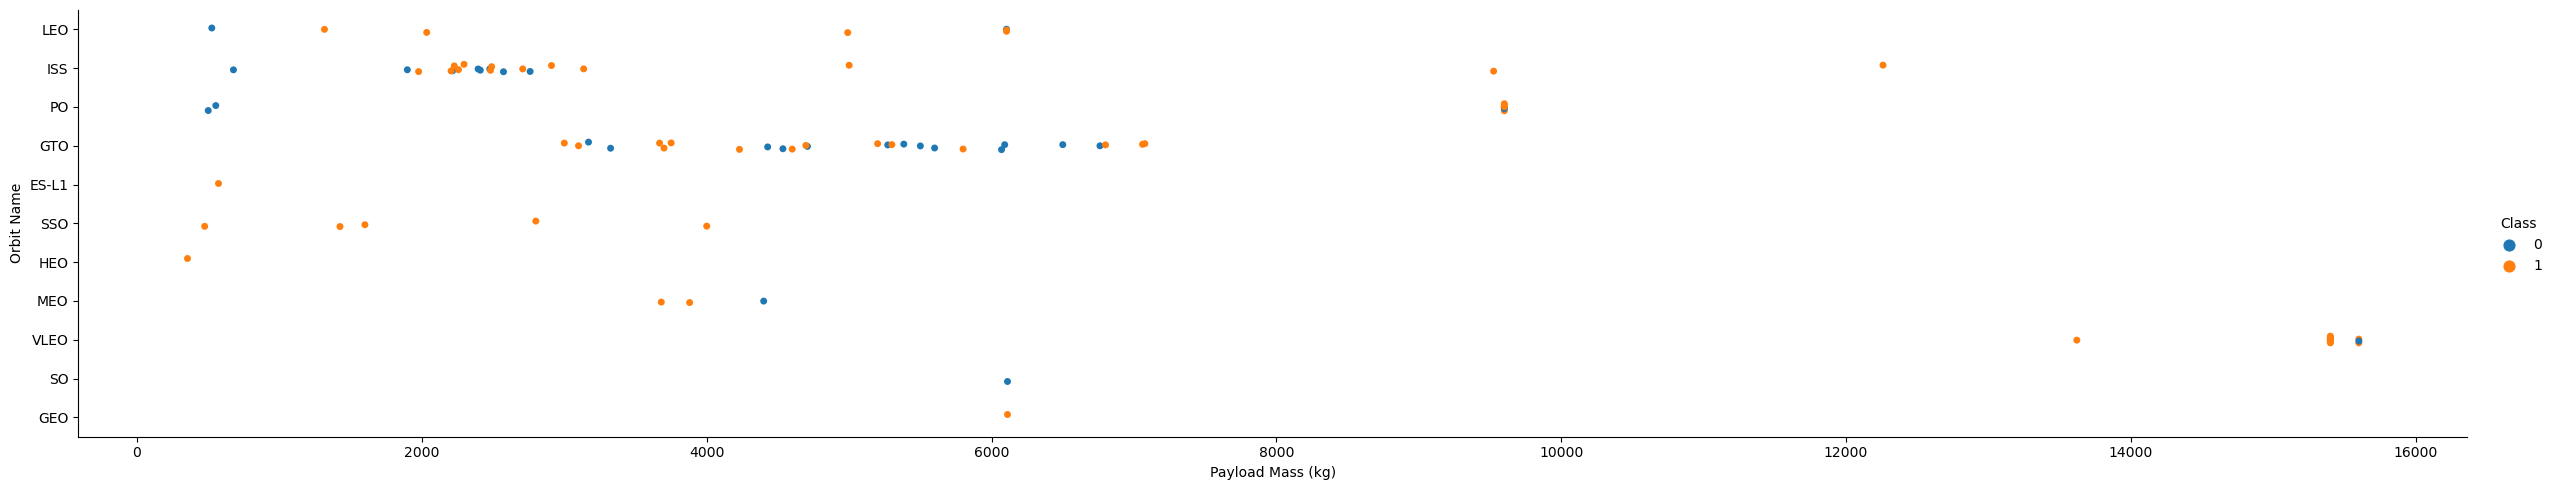 Orbit Name
LEO
ISS
PO
GTO
ES-L1
SSO
HEO
MEO
VLEO
SO
GEO
0 2000 4000 6000 8000 10000 12000 14000 16000
Payload Mass (kg)
Class
0
1